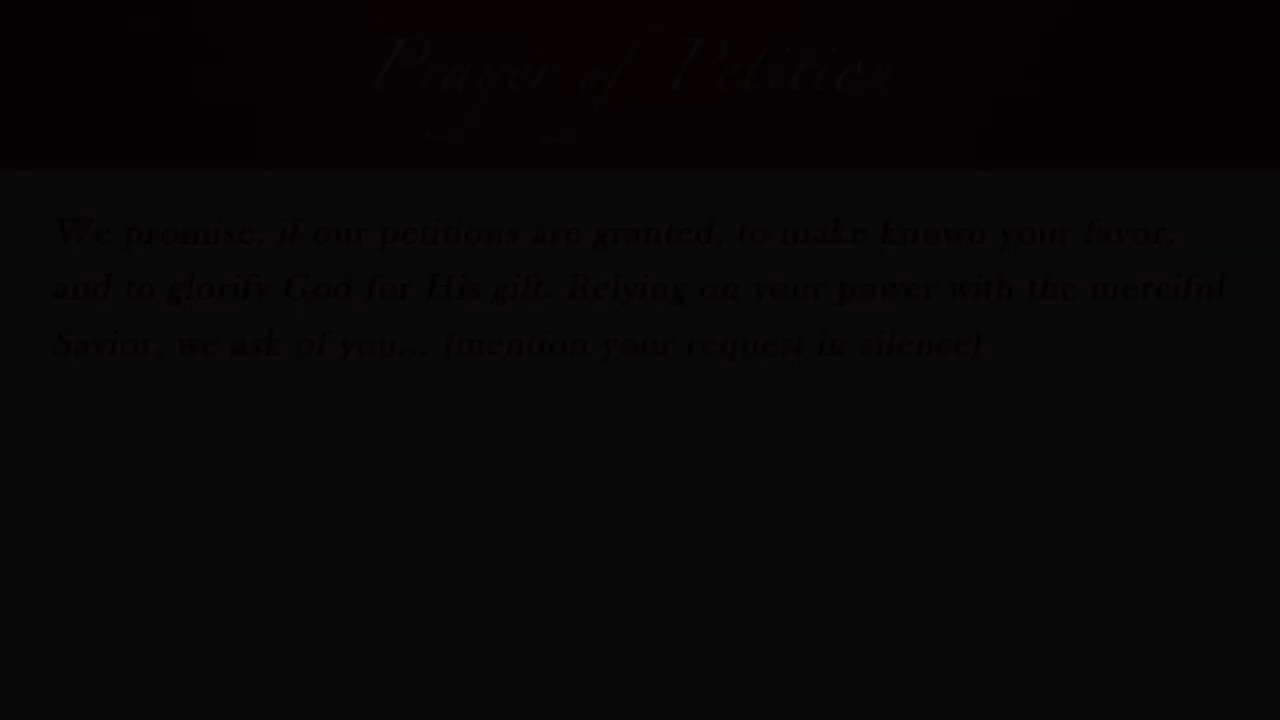 Prayer of Petition
We promise, if our petitions are granted, to make known your favor,
and to glorify God for His gift. Relying on your power with the merciful
Savior, we ask of you... (mention your request in silence)